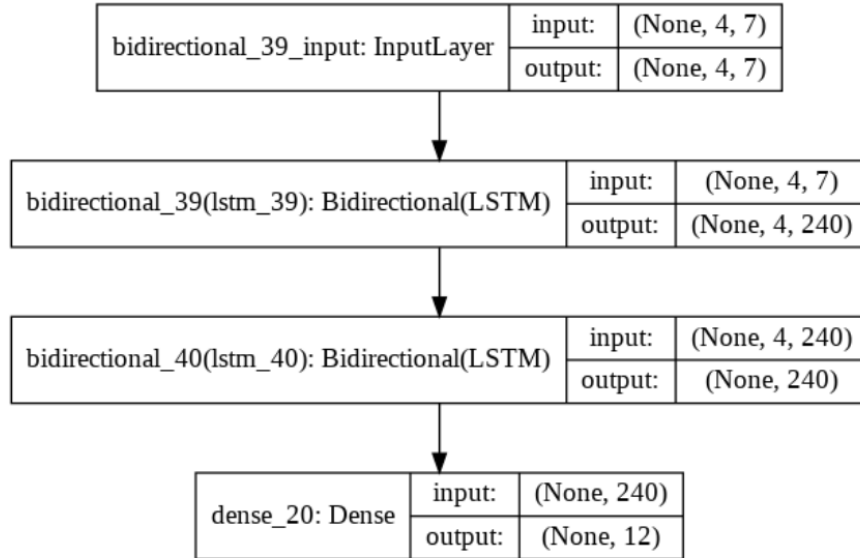 bidirectional_39_input: InputLayer
input: (None, 4, 7)
output: (None, 4, 7)
bidirectional_39(lstm_39): Bidirectional(LSTM)
input: (None, 4, 7)
output: (None, 4, 240)
bidirectional_40(lstm_40): Bidirectional(LSTM)
input: (None, 4, 240)
output: (None, 240)
dense_20: Dense
input: (None, 240)
output: (None, 12)